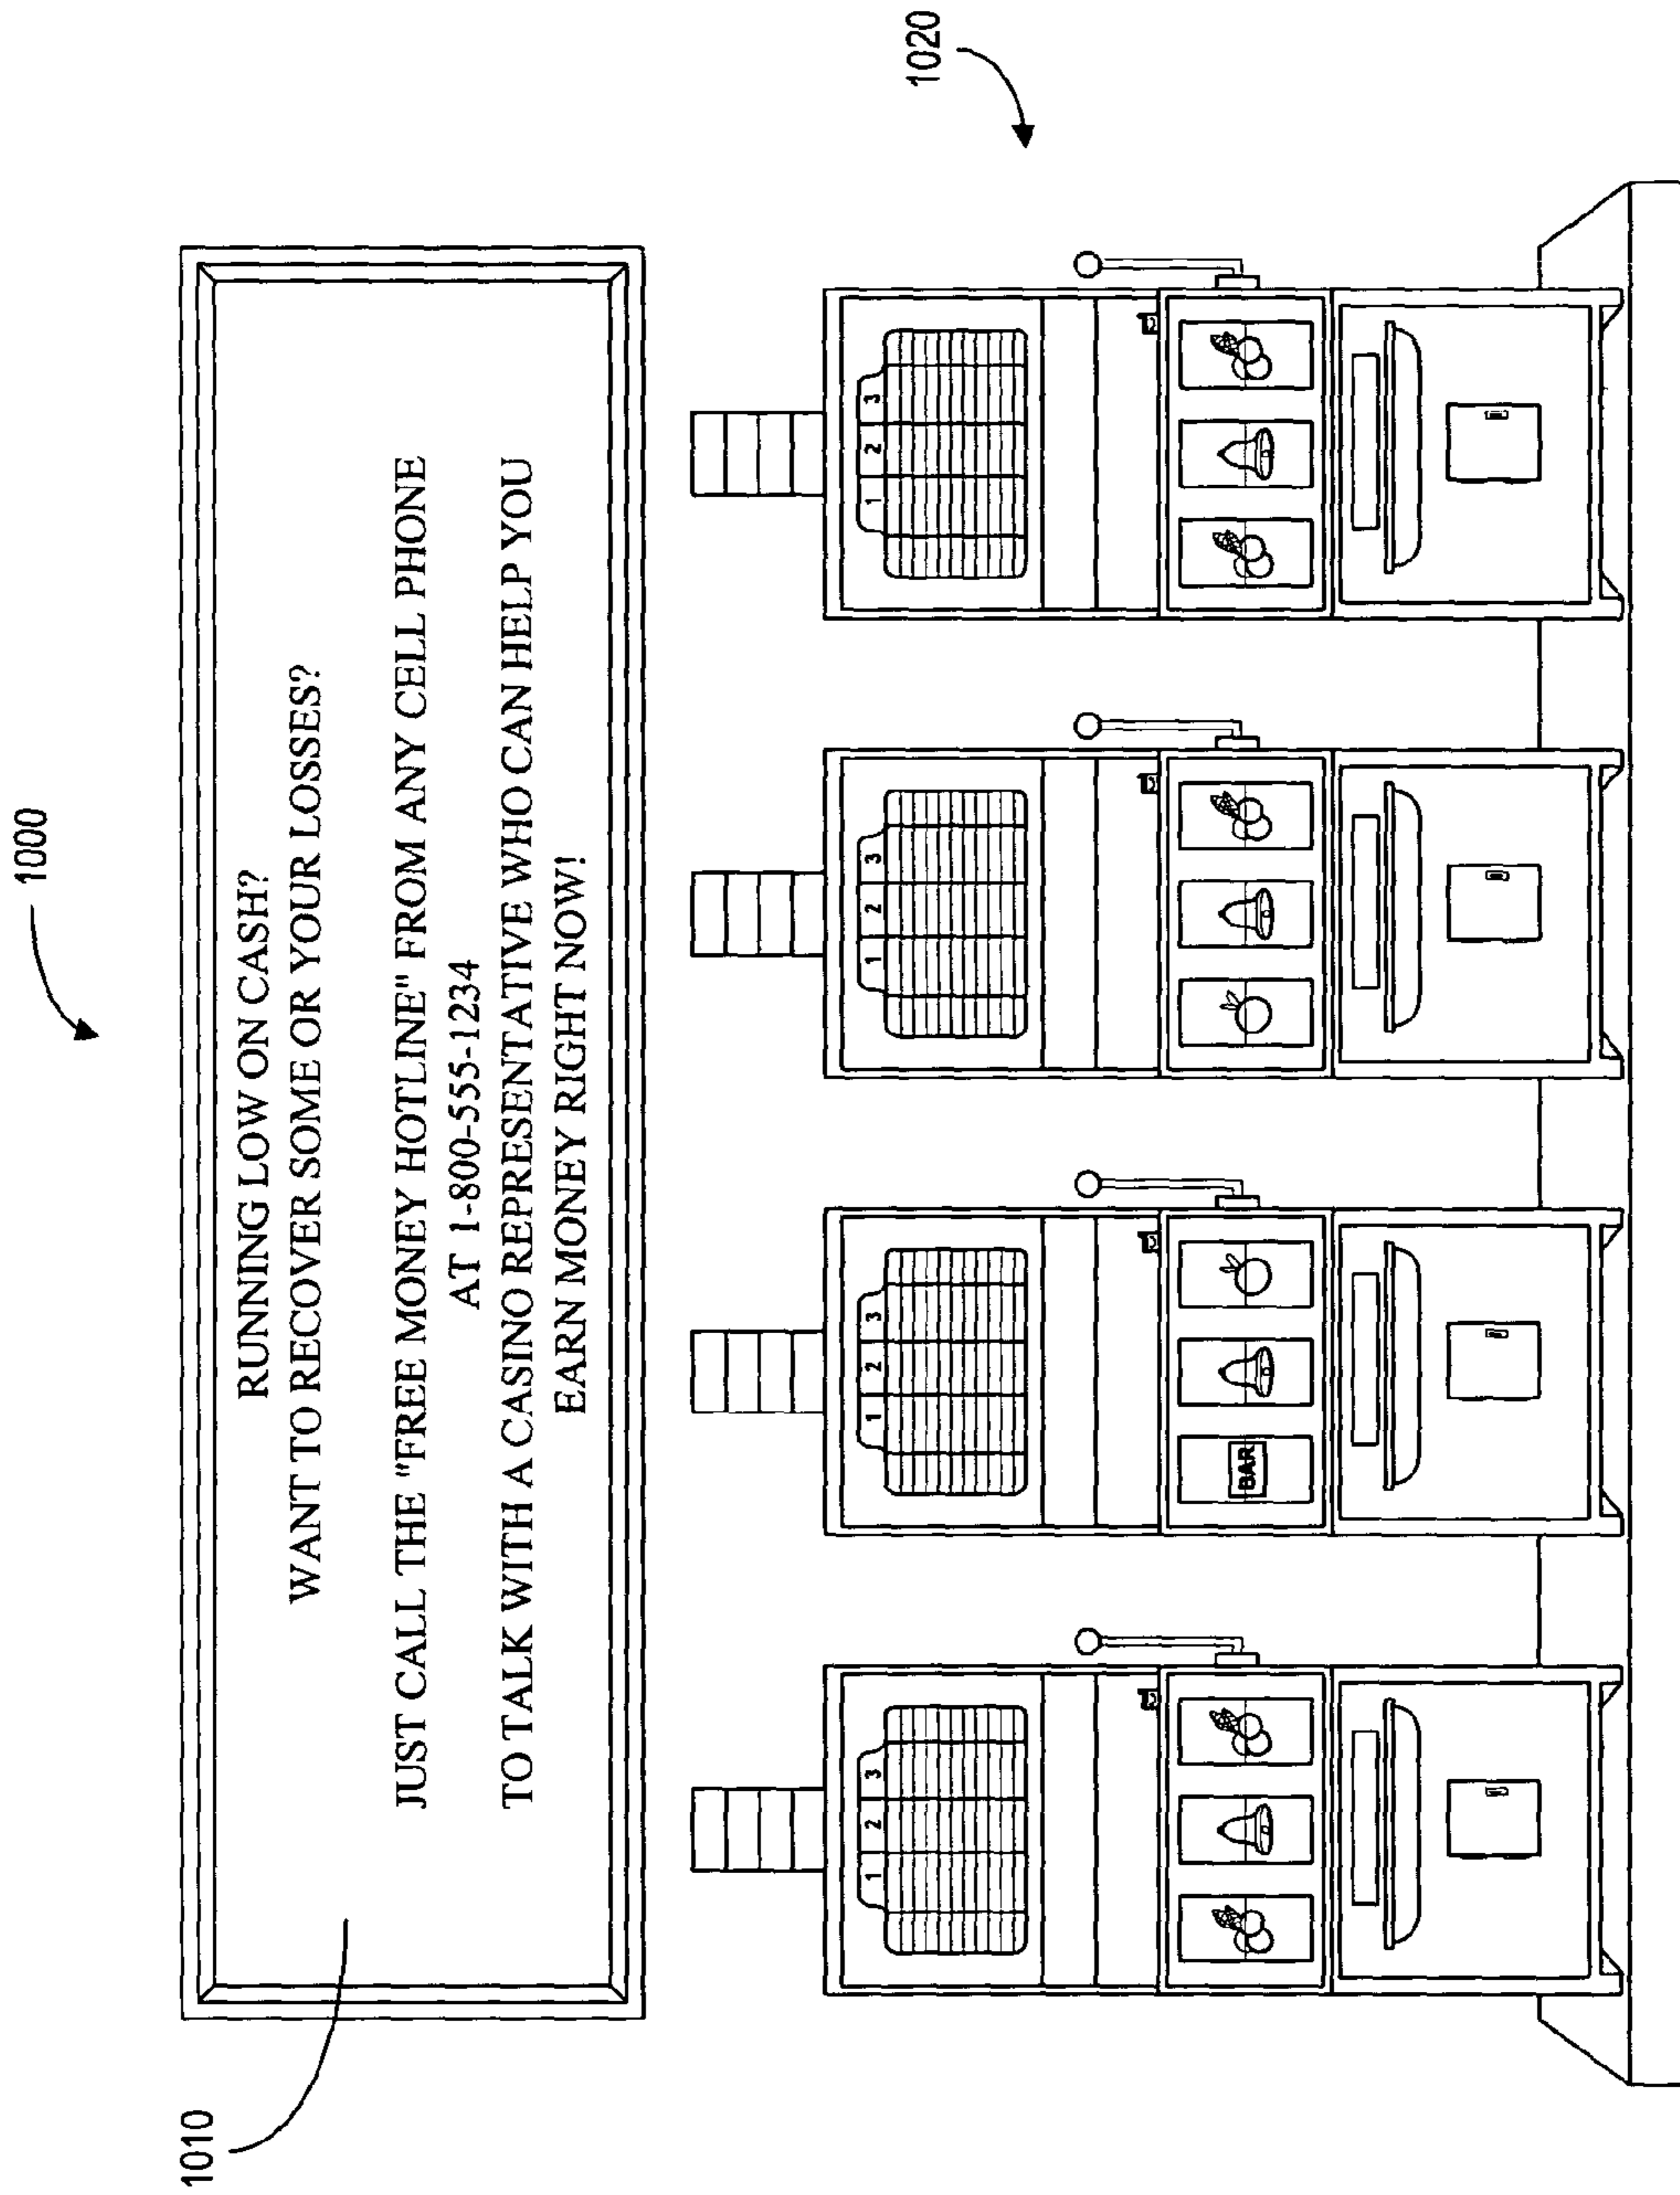 1000
1010
RUNNING LOW ON CASH?
WANT TO RECOVER SOME OR YOUR LOSSES?
JUST CALL THE "FREE MONEY HOTLINE" FROM ANY CELL PHONE
AT 1-800-555-1234
TO TALK WITH A CASINO REPRESENTATIVE WHO CAN HELP YOU
EARN MONEY RIGHT NOW!
1020
1 2 3
1 2 3
1 2 3
1 2 3
BAR